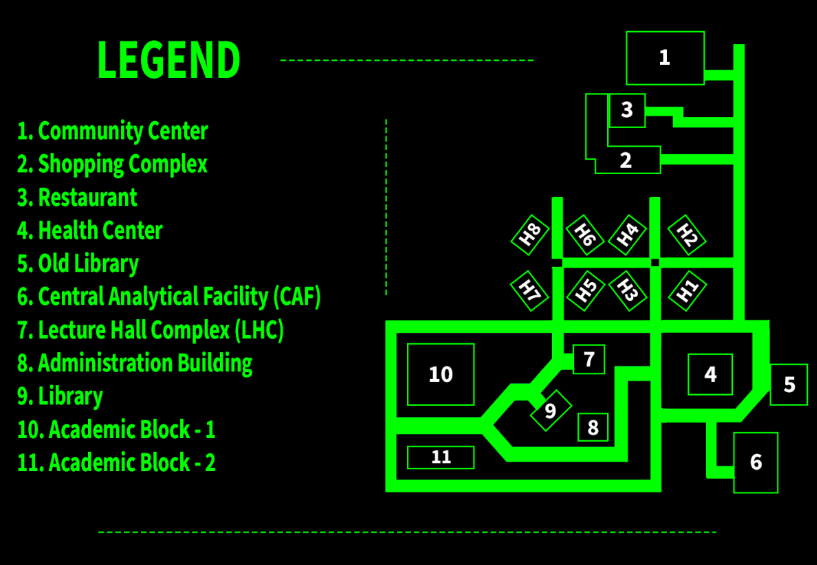 LEGEND
1. Community Center
2. Shopping Complex
3. Restaurant
4. Health Center
5. Old Library
6. Central Analytical Facility (CAF)
7. Lecture Hall Complex (LHC)
8. Administration Building
9. Library
10. Academic Block - 1
11. Academic Block - 2
1
3
2
H8
H6
H4
H2
H7
H5
H3
H1
10
7
4
5
9
8
11
6